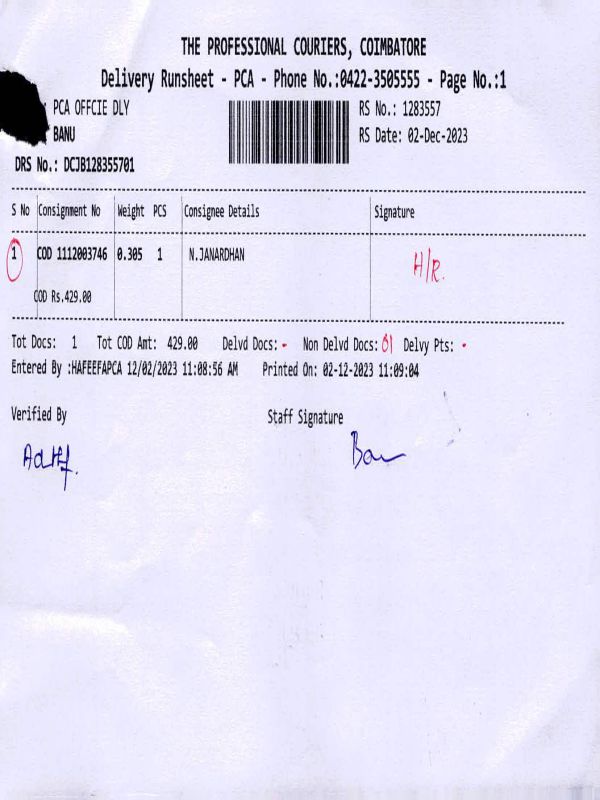 THE PROFESSIONAL COURIERS, COIMBATORE
Delivery Runsheet - PCA - Phone No.:0422-3505555 - Page No.:1
: PCA OFFCIE DLY
RS No.: 1283557
: BANU
RS Date: 02-Dec-2023
DRS No.: DCJB128355701
S No Consignment No Weight PCS Consignee Details Signature
1 COD 1112003746 0.305 1 N.JANARDHAN H/R.
COD Rs.429.00
Tot Docs: 1 Tot COD Amt: 429.00 Delvd Docs: - Non Delvd Docs: 01 Delvy Pts: -
Entered By :HAFEEFAPCA 12/02/2023 11:08:56 AM Printed On: 02-12-2023 11:09:04
Verified By Staff Signature